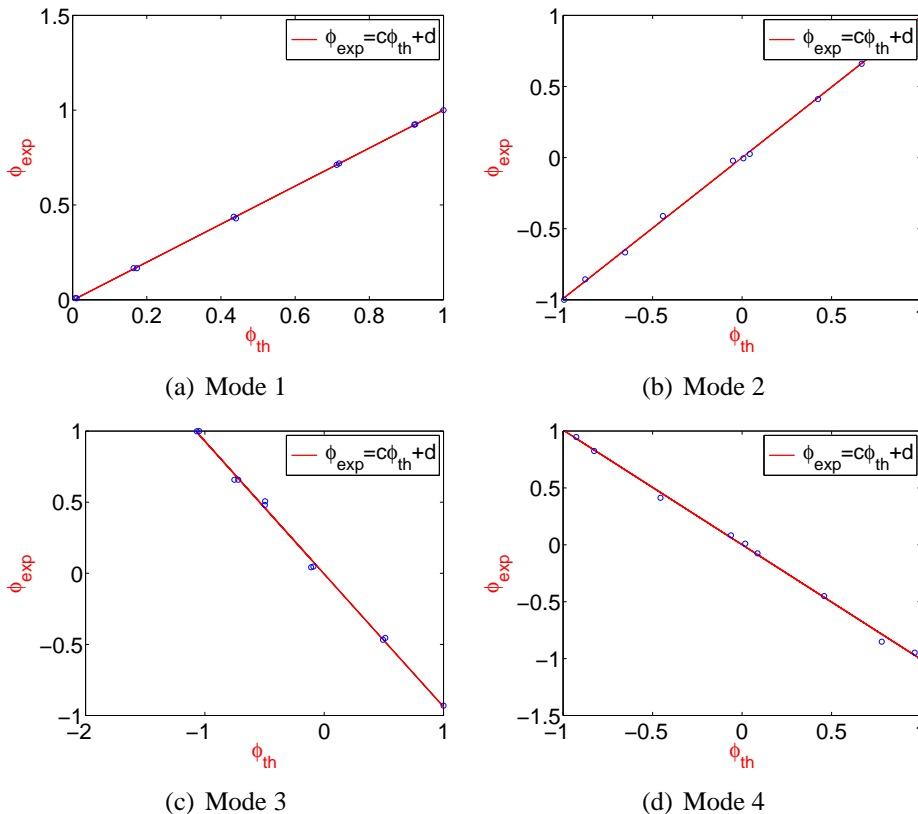 1.5
1
0.5
0
0 0.2 0.4 0.6 0.8 1
ϕexp
ϕth
ϕexp=cϕth+d
(a) Mode 1
1
0.5
0
−0.5
−1
−1 −0.5 0 0.5 1
ϕexp
ϕth
ϕexp=cϕth+d
(b) Mode 2
1
0.5
0
−0.5
−1
−2 −1 0 1
ϕexp
ϕth
ϕexp=cϕth+d
(c) Mode 3
1
0.5
0
−0.5
−1
−1.5
−1 −0.5 0 0.5 1
ϕexp
ϕth
ϕexp=cϕth+d
(d) Mode 4